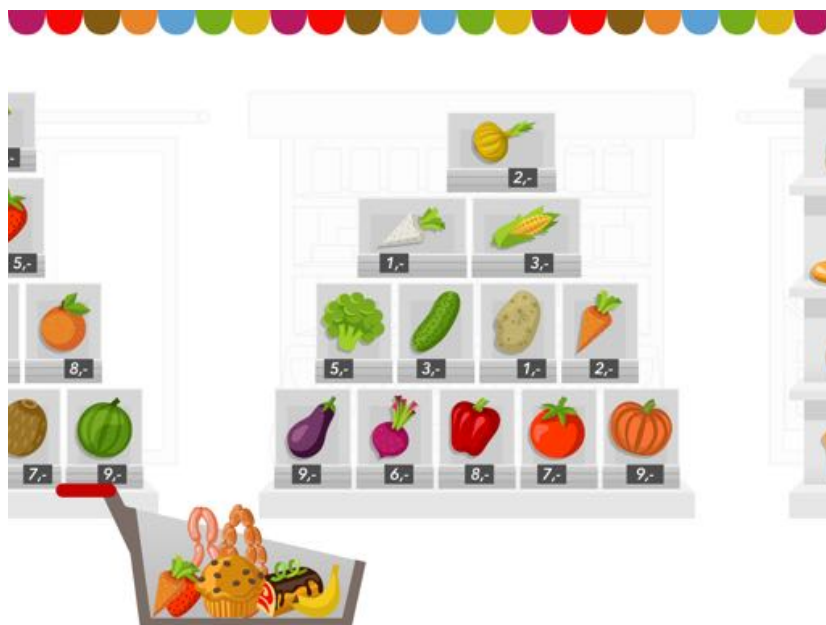 2,-
1,- 3,-
5,-
5,- 3,- 1,- 2,-
8,-
7,- 9,- 9,- 6,- 8,- 7,- 9,-